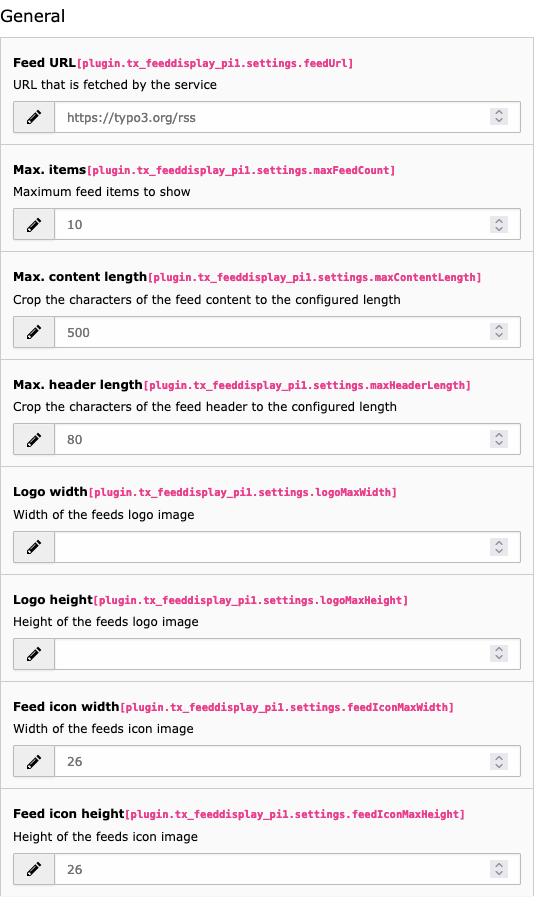 General
Feed URL[plugin.tx_feeddisplay_pi1.settings.feedUrl]
URL that is fetched by the service
https://typo3.org/rss
Max. items[plugin.tx_feeddisplay_pi1.settings.maxFeedCount]
Maximum feed items to show
10
Max. content length[plugin.tx_feeddisplay_pi1.settings.maxContentLength]
Crop the characters of the feed content to the configured length
500
Max. header length[plugin.tx_feeddisplay_pi1.settings.maxHeaderLength]
Crop the characters of the feed header to the configured length
80
Logo width[plugin.tx_feeddisplay_pi1.settings.logoMaxWidth]
Width of the feeds logo image
Logo height[plugin.tx_feeddisplay_pi1.settings.logoMaxHeight]
Height of the feeds logo image
Feed icon width[plugin.tx_feeddisplay_pi1.settings.feedIconMaxWidth]
Width of the feeds icon image
26
Feed icon height[plugin.tx_feeddisplay_pi1.settings.feedIconMaxHeight]
Height of the feeds icon image
26